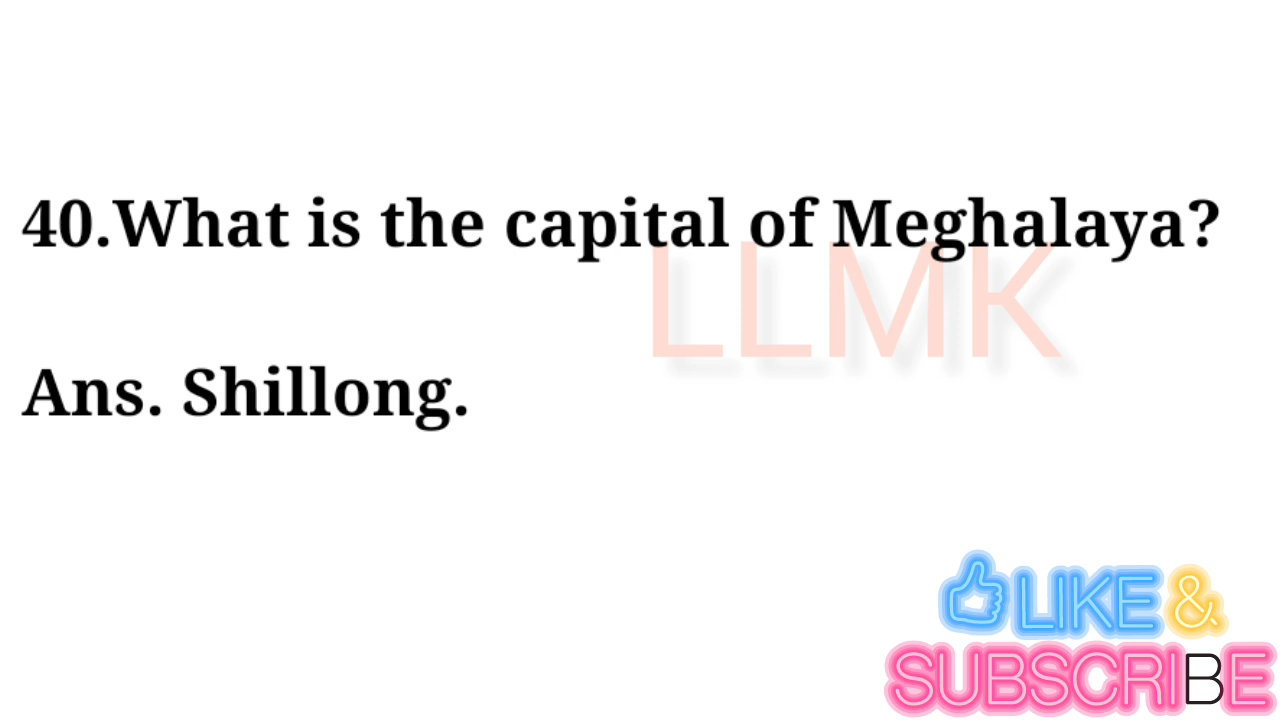 40.What is the capital of Meghalaya?
LLMK
Ans. Shillong.
LIKE &
SUBSCRIBE